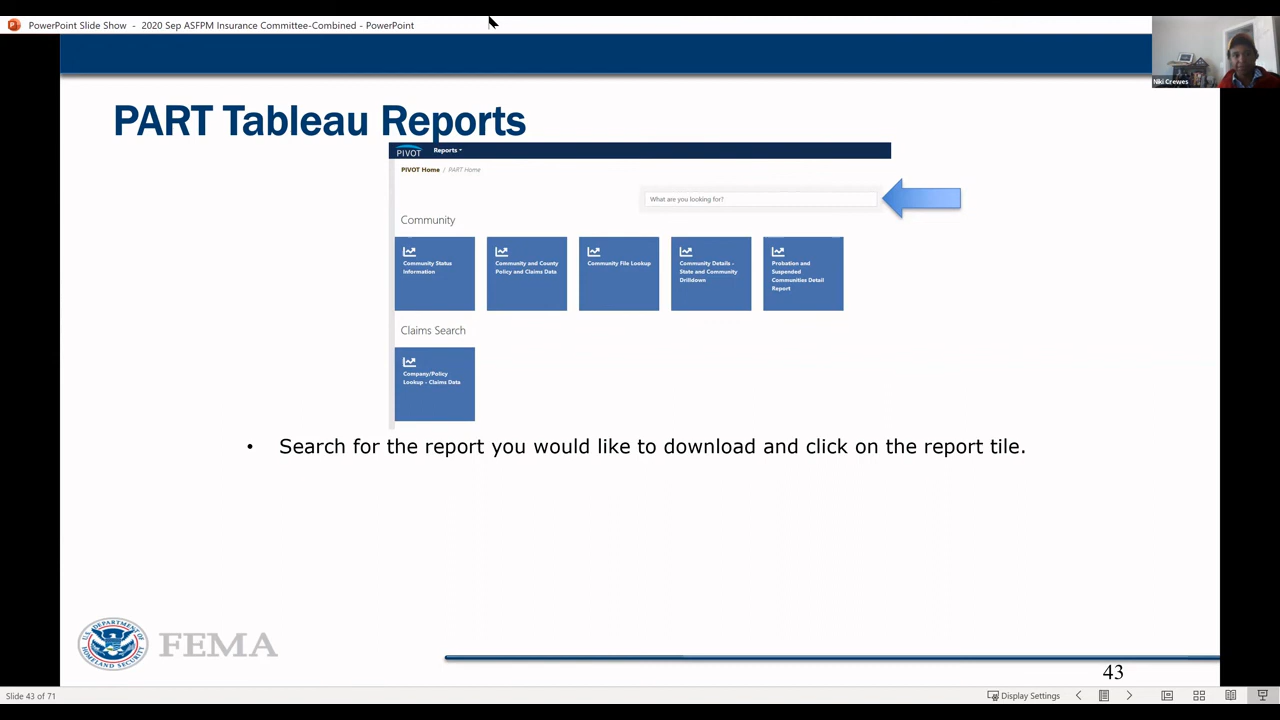 PowerPoint Slide Show - 2020 Sep ASFPM Insurance Committee-Combined - PowerPoint
Niki Crewes
PART Tableau Reports
PIVOT Reports
PIVOT Home / PART Home
What are you looking for?
Community
Community Status
Information
Community and County
Policy and Claims Data
Community File Lookup
Community Details -
State and Community
Drilldown
Probation and
Suspended
Communities Detail
Report
Claims Search
Company/Policy
Lookup - Claims Data
• Search for the report you would like to download and click on the report tile.
U.S. DEPARTMENT OF
HOMELAND SECURITY
FEMA
43
Slide 43 of 71
Display Settings